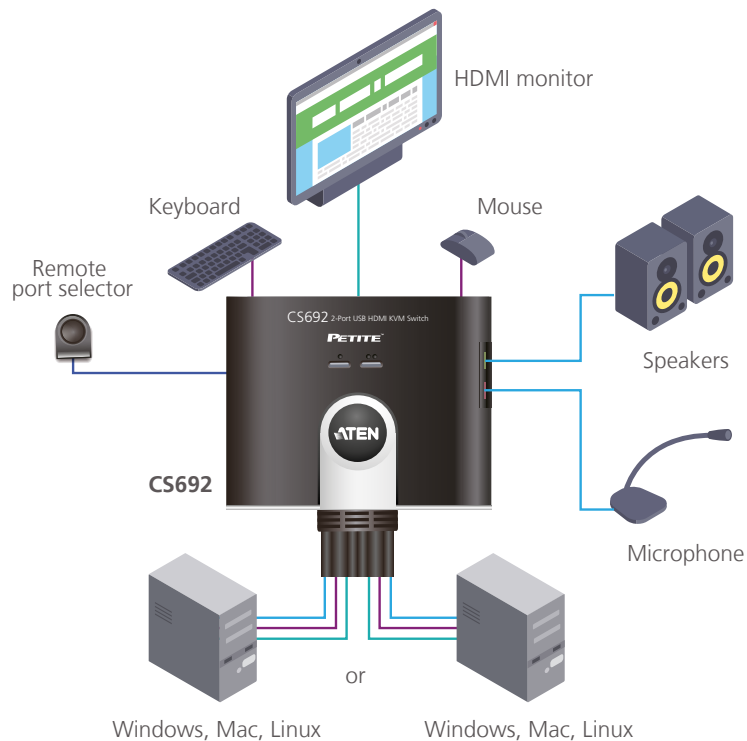 HDMI monitor
Keyboard
Mouse
Remote
port selector
CS692 2-Port USB HDMI KVM Switch
PETITE™
Speakers
ATEN
CS692
Microphone
or
Windows, Mac, Linux
Windows, Mac, Linux